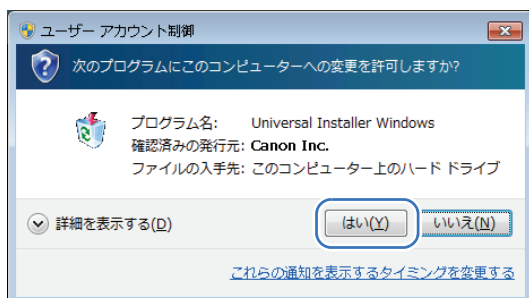 ユーザー アカウント制御
次のプログラムにこのコンピューターへの変更を許可しますか?
プログラム名: Universal Installer Windows
確認済みの発行元: Canon Inc.
ファイルの入手先: このコンピューター上のハード ドライブ
詳細を表示する(D) はい(Y) いいえ(N)
これらの通知を表示するタイミングを変更する